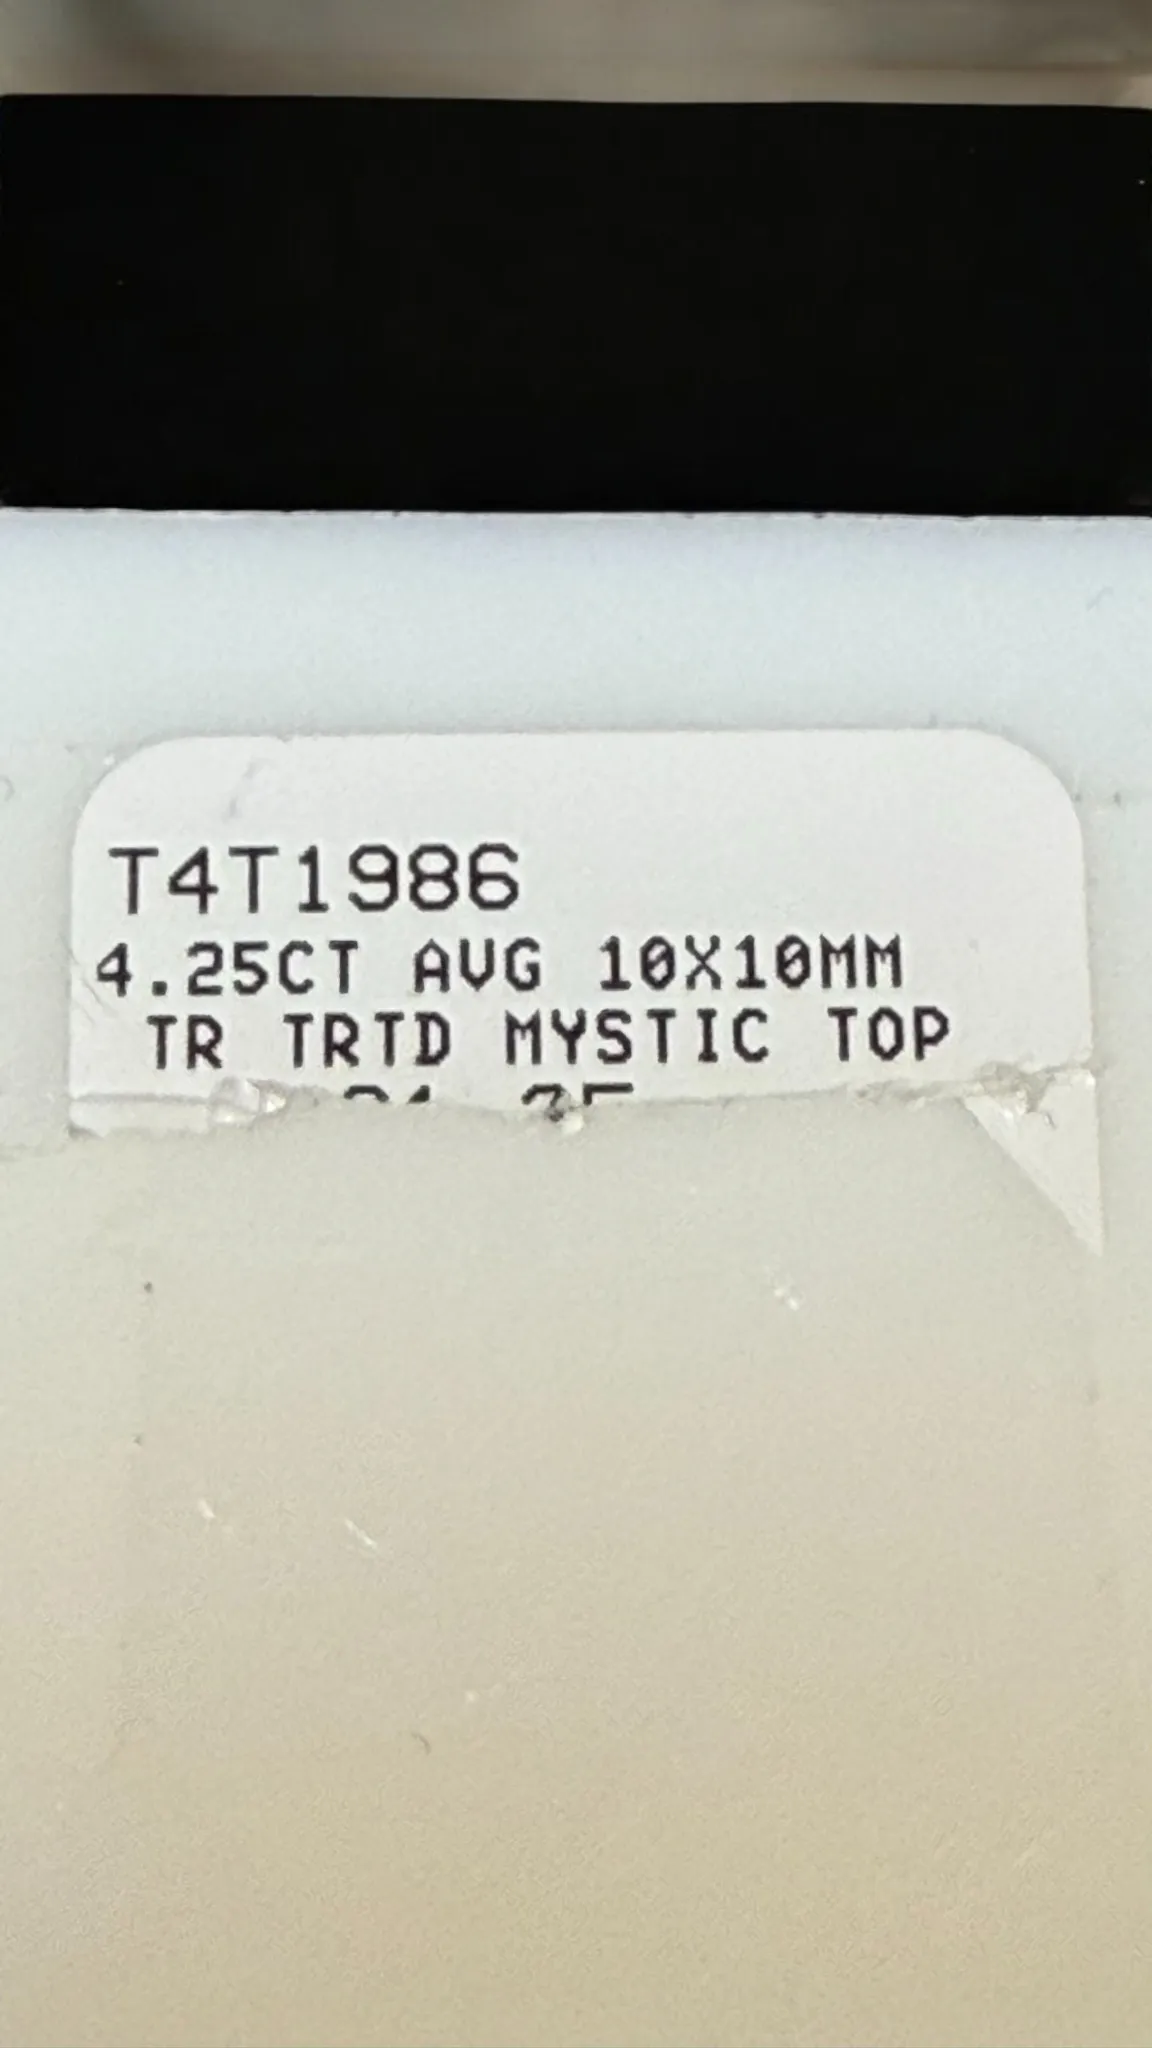 T4T1986
4.25CT AVG 10X10MM
TR TRTD MYSTIC TOP